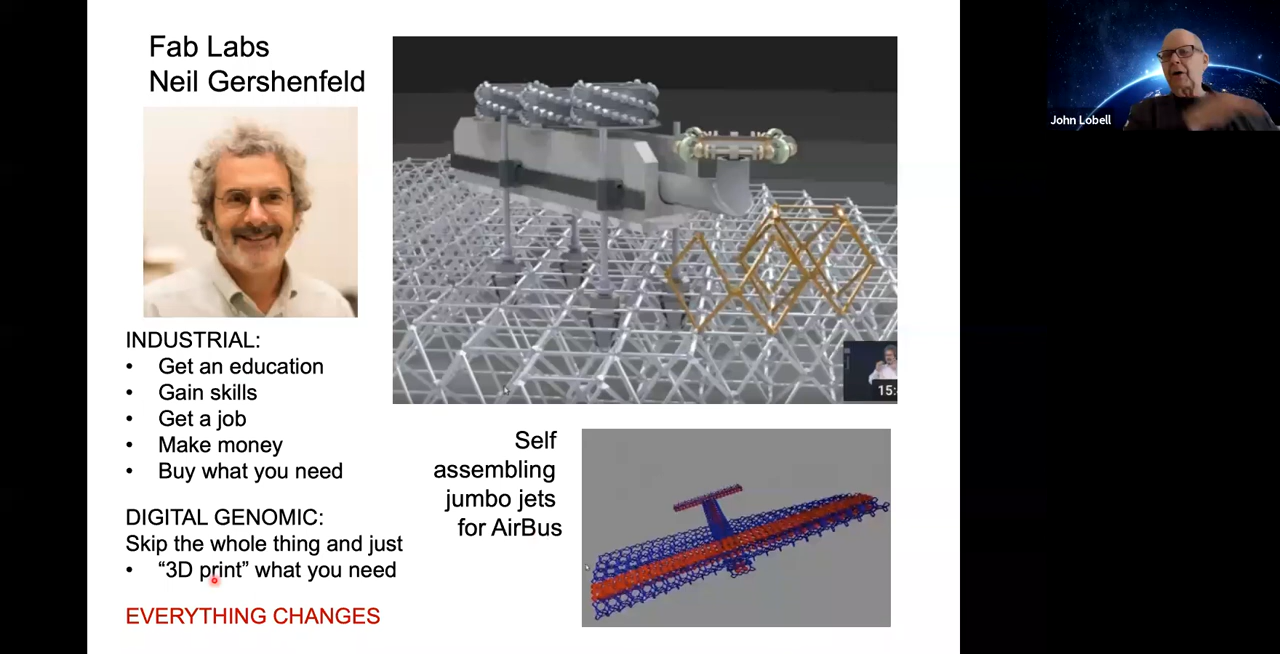 Fab Labs
Neil Gershenfeld
INDUSTRIAL:
• Get an education
• Gain skills
• Get a job
• Make money
• Buy what you need
DIGITAL GENOMIC:
Skip the whole thing and just
• “3D print” what you need
EVERYTHING CHANGES
15:
Self
assembling
jumbo jets
for AirBus
John Lobell